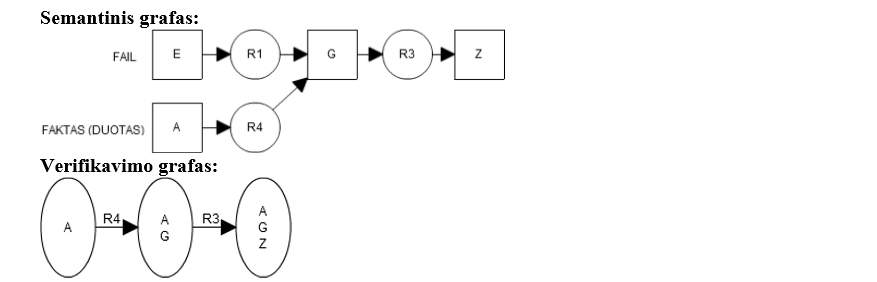 Semantinis grafas:
FAIL E R1 G R3 Z
FAKTAS (DUOTAS) A R4
Verifikavimo grafas:
A R4 A G R3 A G Z